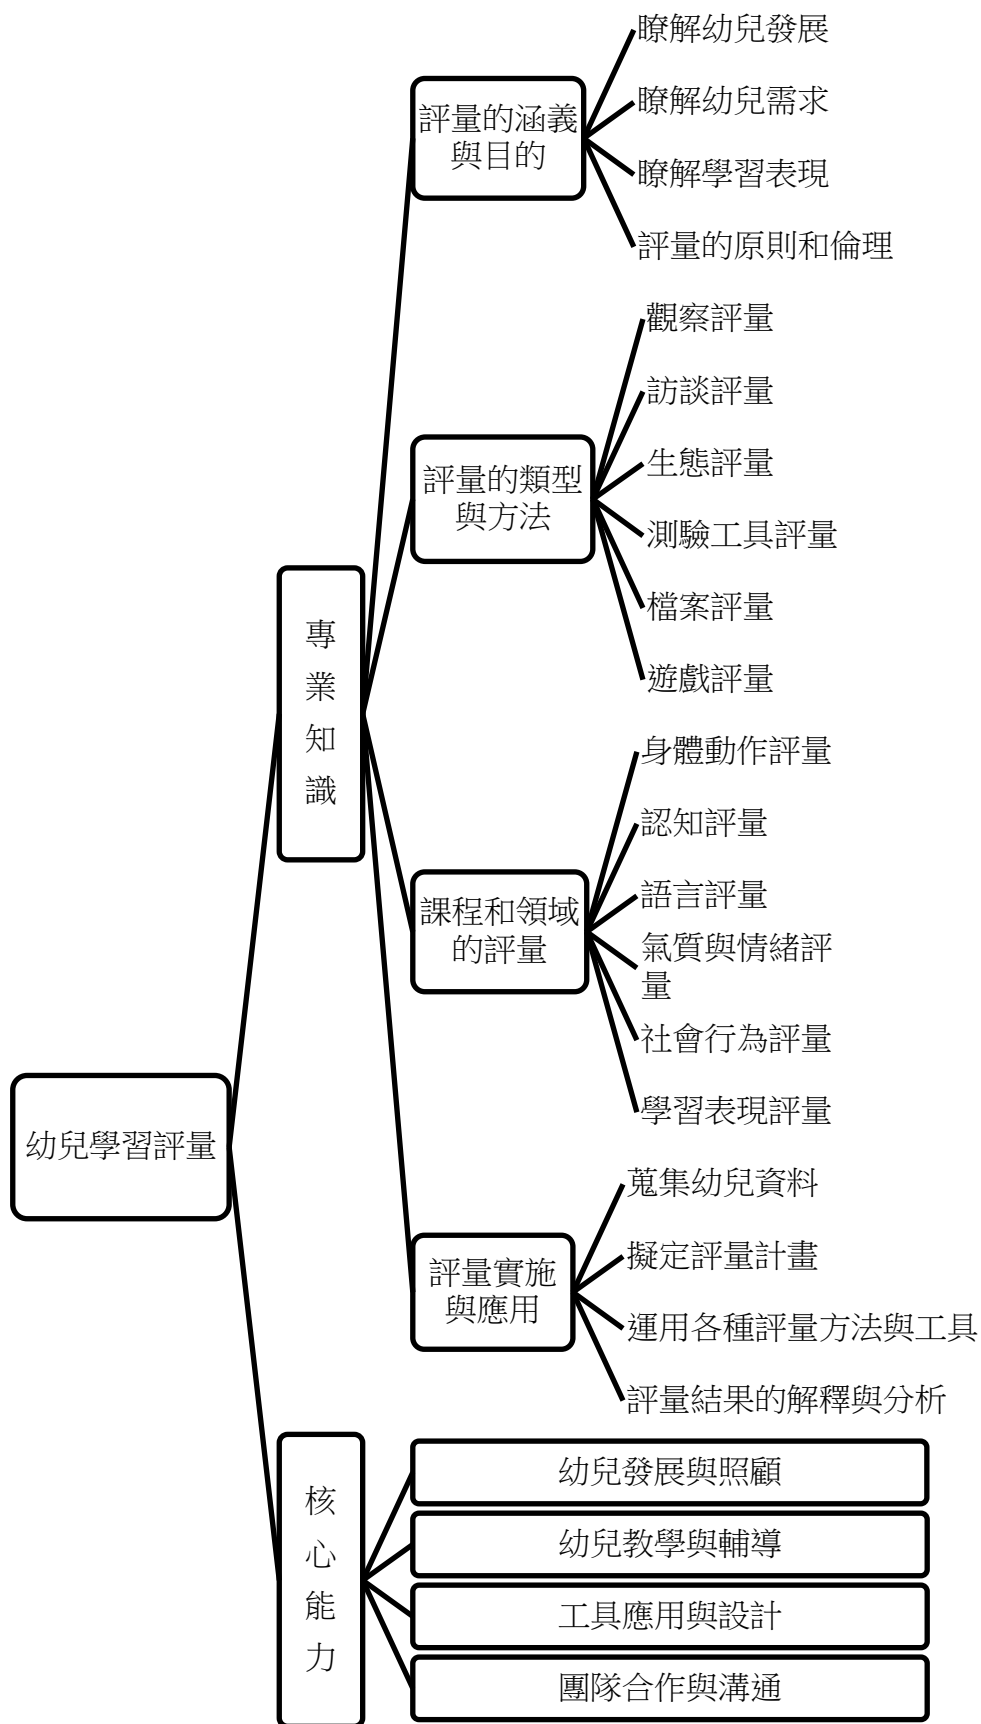 幼兒學習評量
專業知識
評量的涵義
與目的
瞭解幼兒發展
瞭解幼兒需求
瞭解學習表現
評量的原則和倫理
評量的類型
與方法
觀察評量
訪談評量
生態評量
測驗工具評量
檔案評量
遊戲評量
課程和領域
的評量
身體動作評量
認知評量
語言評量
氣質與情緒評
量
社會行為評量
學習表現評量
評量實施
與應用
蒐集幼兒資料
擬定評量計畫
運用各種評量方法與工具
評量結果的解釋與分析
核心能力
幼兒發展與照顧
幼兒教學與輔導
工具應用與設計
團隊合作與溝通